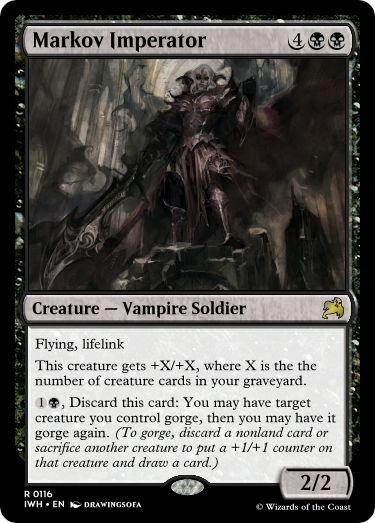 Markov Imperator 4
Creature — Vampire Soldier
Flying, lifelink
This creature gets +X/+X, where X is the the
number of creature cards in your graveyard.
1, Discard this card: You may have target
creature you control gorge, then you may have it
gorge again. (To gorge, discard a nonland card or
sacrifice another creature to put a +1/+1 counter on
that creature and draw a card.)
2/2
R 0116
IWH • EN DRAWINGSOFA
© Wizards of the Coast